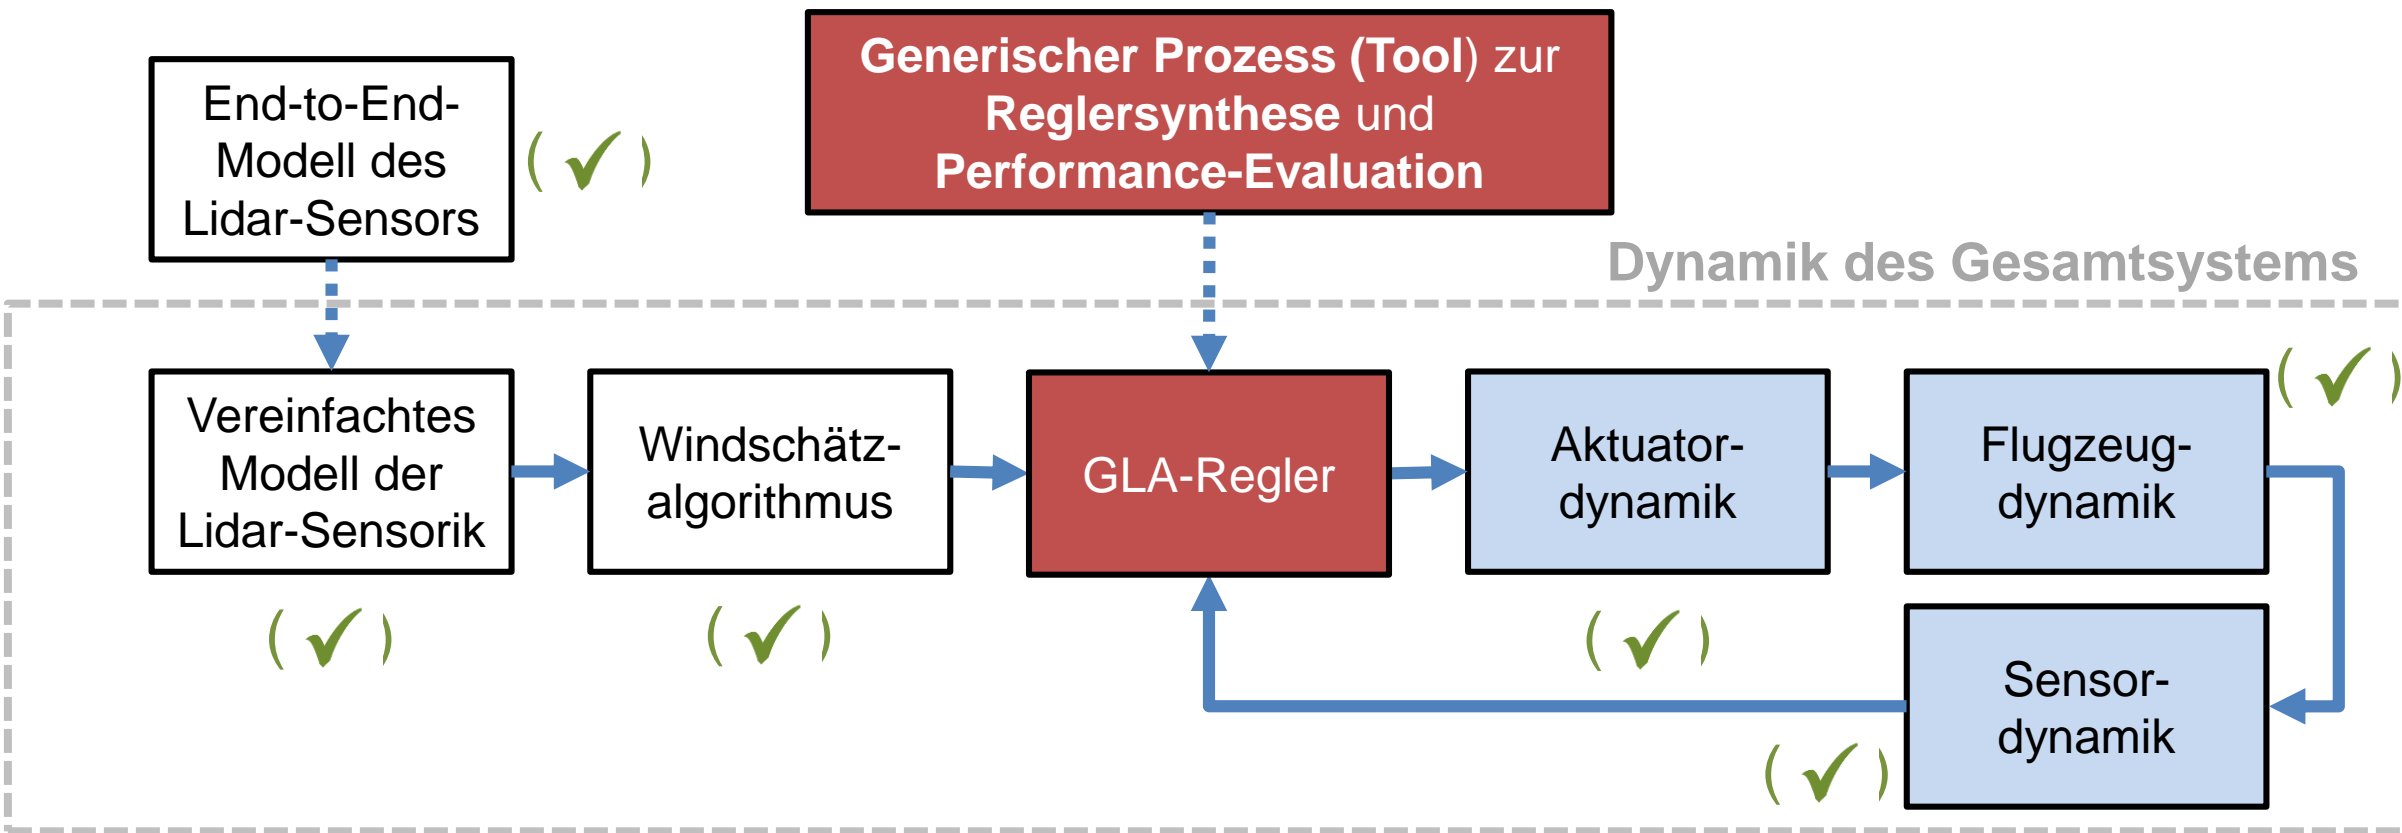 Generischer Prozess (Tool) zur
Reglersynthese und
Performance-Evaluation
End-to-End-
Modell des
Lidar-Sensors
( ✓ )
Dynamik des Gesamtsystems
Vereinfachtes
Modell der
Lidar-Sensorik
( ✓ )
Windschätz-
algorithmus
( ✓ )
GLA-Regler
Aktuator-
dynamik
( ✓ )
Flugzeug-
dynamik
( ✓ )
Sensor-
dynamik
( ✓ )